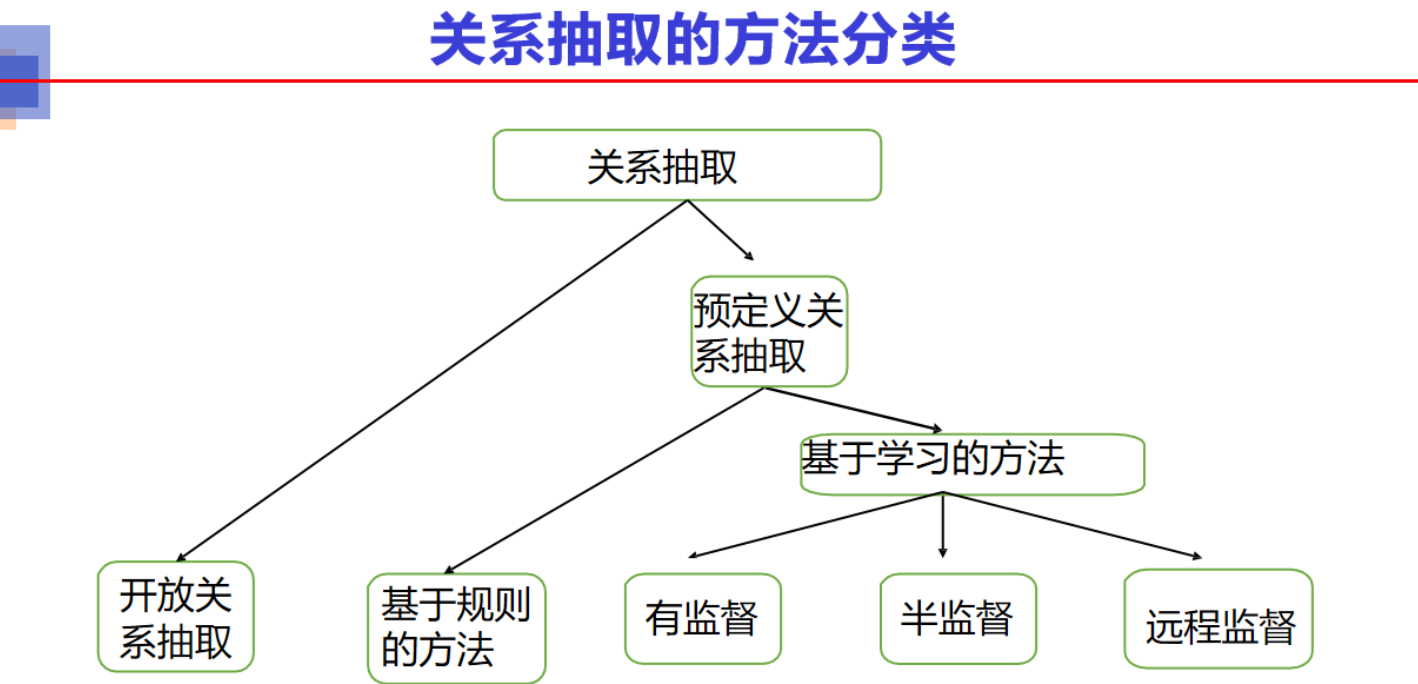 关系抽取的方法分类
关系抽取
预定义关
系抽取
基于学习的方法
开放关
系抽取
基于规则
的方法
有监督
半监督
远程监督